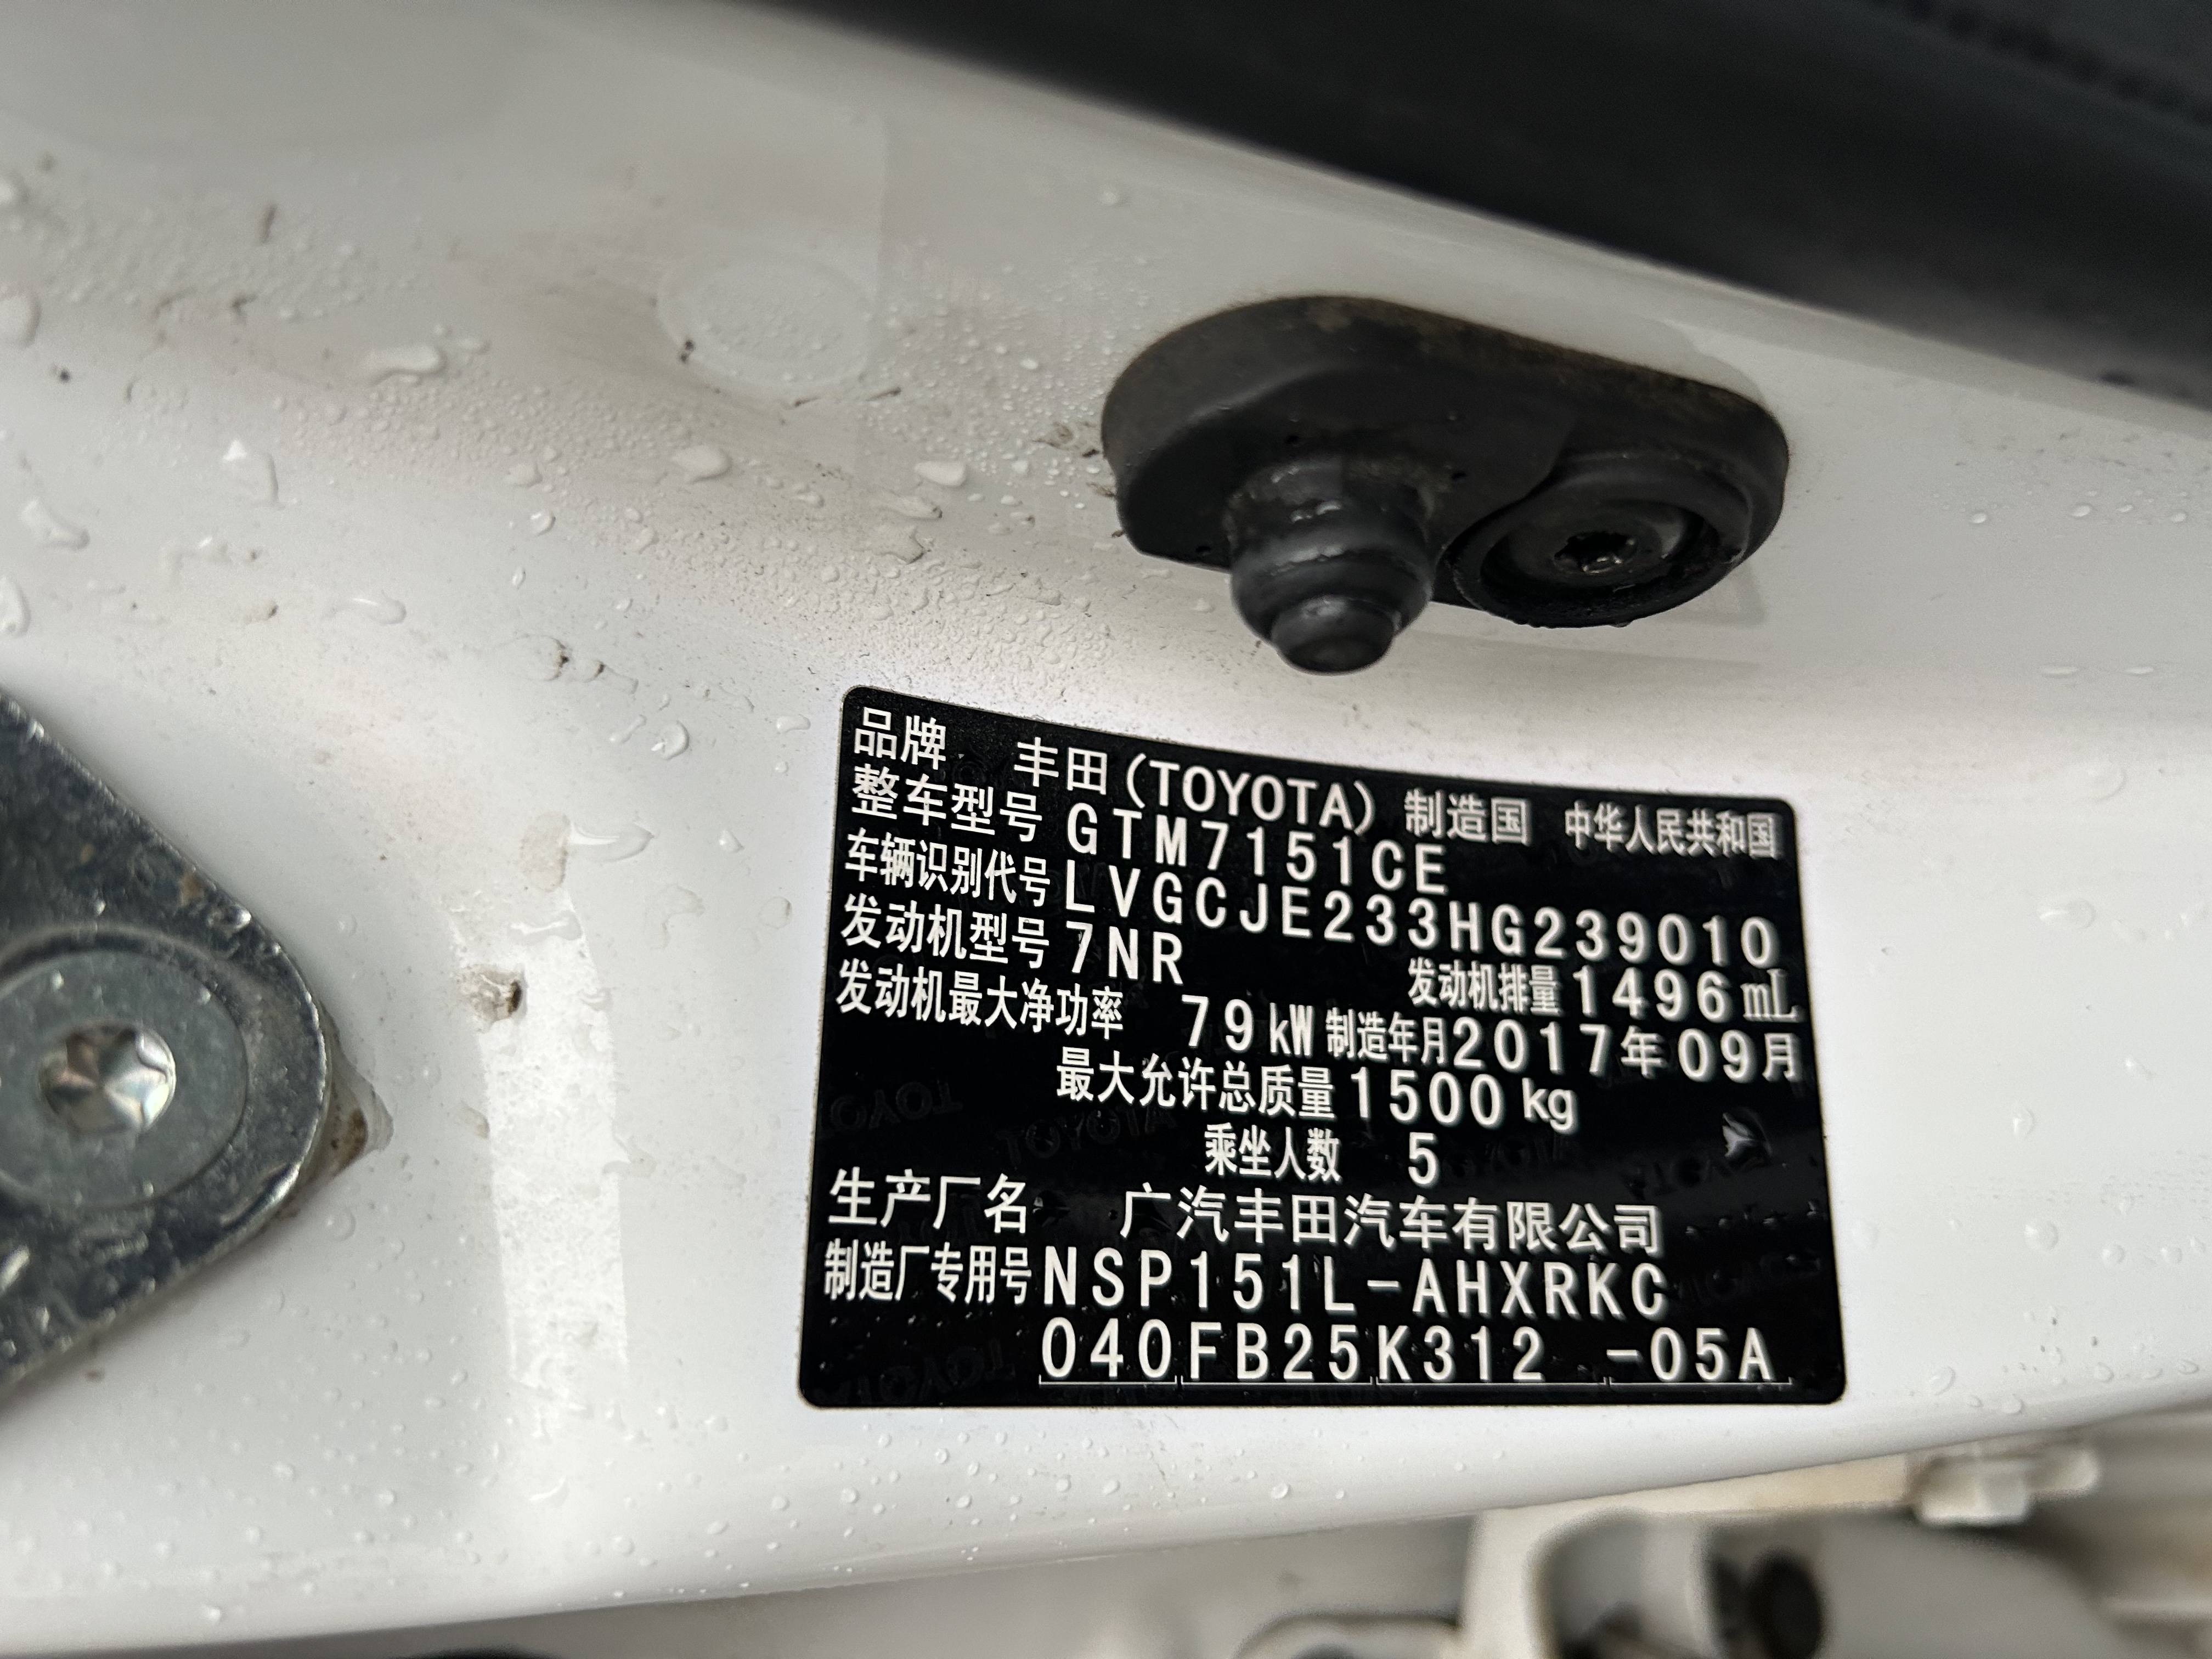 品牌 丰田(TOYOTA) 制造国 中华人民共和国
整车型号 GTM7151CE
车辆识别代号 LVGCJE233HG239010
发动机型号 7NR 发动机排量 1496mL
发动机最大净功率 79kW 制造年月 2017年09月
最大允许总质量 1500kg
乘坐人数 5
生产厂名 广汽丰田汽车有限公司
制造厂专用号 NSP151L-AHXRKC
040FB25K312 -05A